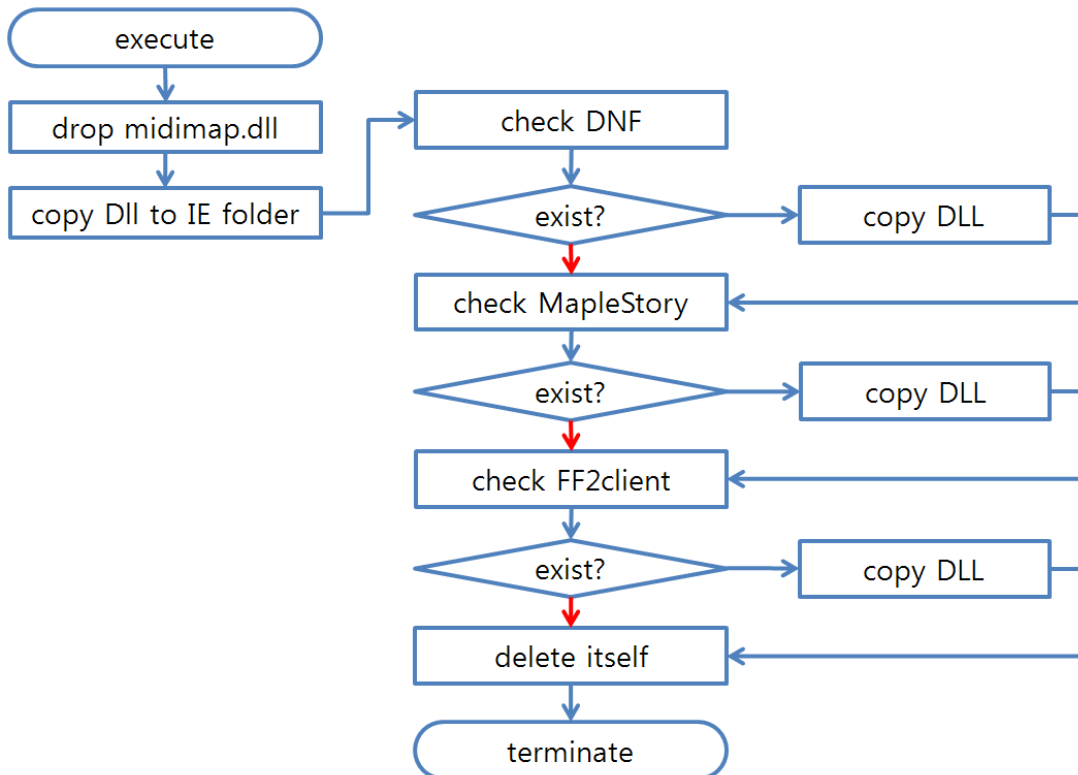 execute
drop midimap.dll
copy Dll to IE folder
check DNF
exist?
copy DLL
check MapleStory
exist?
copy DLL
check FF2client
exist?
copy DLL
delete itself
terminate